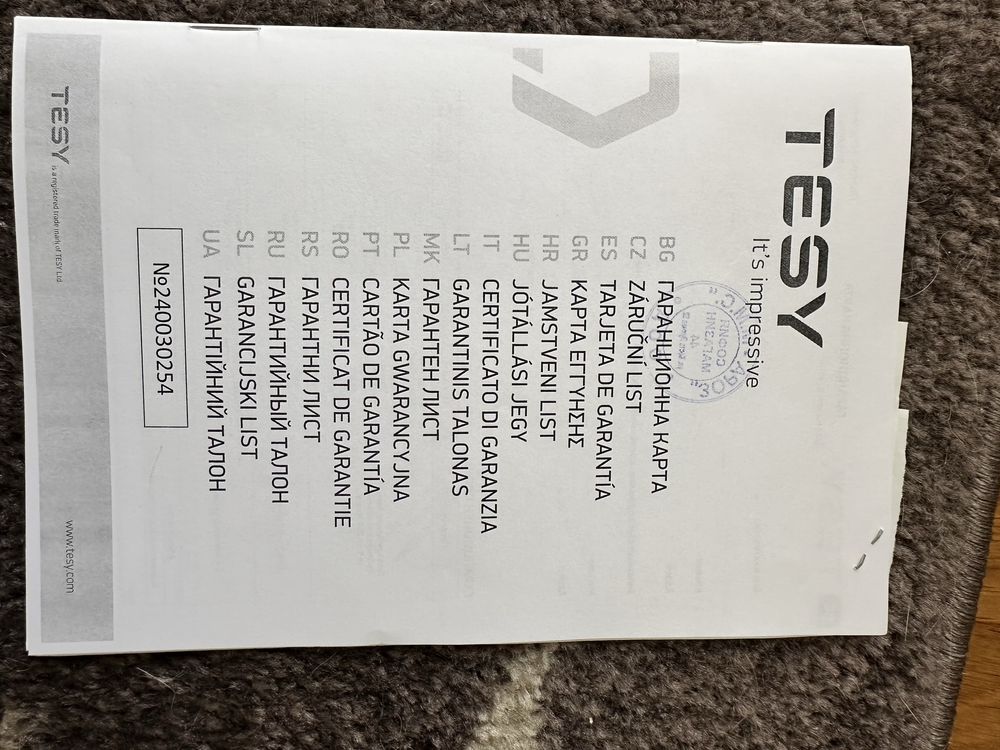 TESY
It's impressive
BG ГАРАНЦИОННА КАРТА
CZ ZÁRUČNÍ LIST
ES TARJETA DE GARANTÍA
GR ΚΑΡΤΑ ΕΓΓΥΗΣΗΣ
HR JAMSTVENI LIST
HU JÓTÁLLÁSI JEGY
IT CERTIFICATO DI GARANZIA
LT GARANTINIS TALONAS
MK ГАРАНТЕН ЛИСТ
PL KARTA GWARANCYJNA
PT CARTÃO DE GARANTÍA
RO CERTIFICAT DE GARANTIE
RS ГАРАНТНИ ЛИСТ
RU ГАРАНТИЙНЫЙ ТАЛОН
SL GARANCIJSKI LIST
UA ГАРАНТІЙНИЙ ТАЛОН
№240030254
TESY is a registered trade mark of TESY Ltd
www.tesy.com